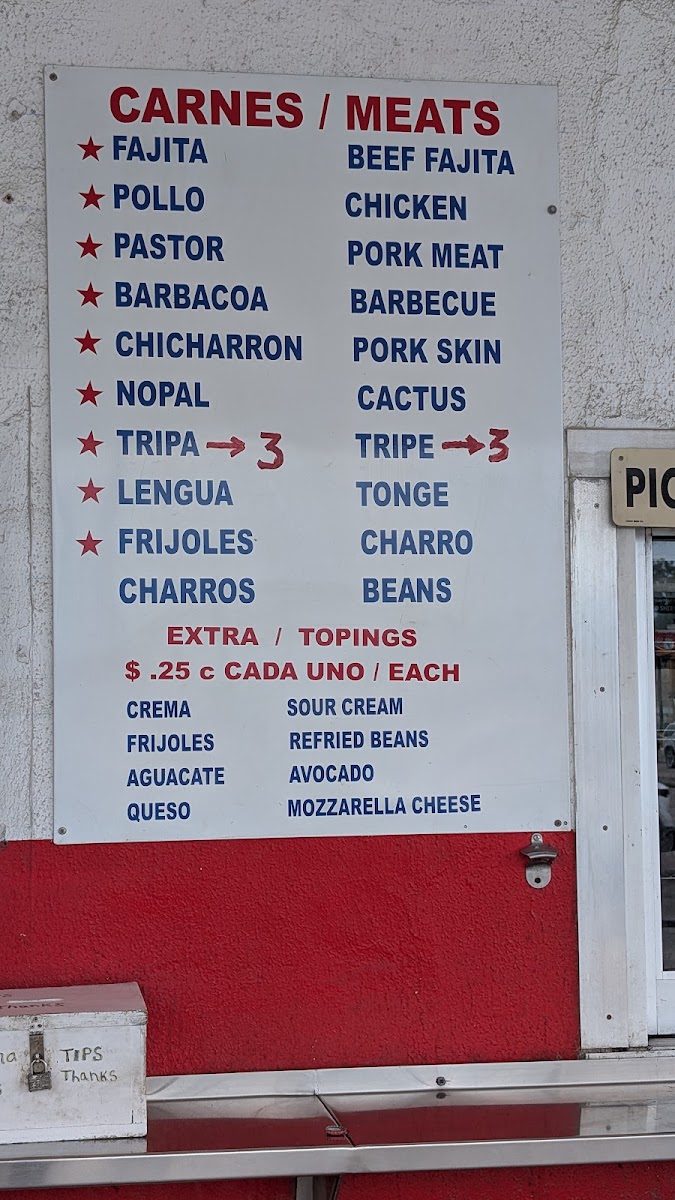 CARNES / MEATS
★ FAJITA BEEF FAJITA
★ POLLO CHICKEN
★ PASTOR PORK MEAT
★ BARBACOA BARBECUE
★ CHICHARRON PORK SKIN
★ NOPAL CACTUS
★ TRIPA → 3 TRIPE → 3
★ LENGUA TONGE
★ FRIJOLES CHARRO
CHARROS BEANS
EXTRA / TOPINGS
$ .25 c CADA UNO / EACH
CREMA SOUR CREAM
FRIJOLES REFRIED BEANS
AGUACATE AVOCADO
QUESO MOZZARELLA CHEESE
PIC
Thanks
TIPS
Thanks